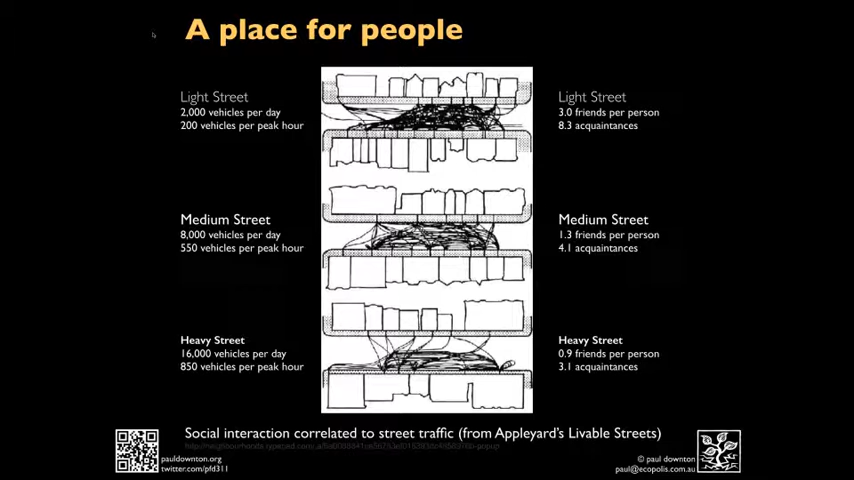 A place for people
Light Street
2,000 vehicles per day
200 vehicles per peak hour
Light Street
3.0 friends per person
8.3 acquaintances
Medium Street
8,000 vehicles per day
550 vehicles per peak hour
Medium Street
1.3 friends per person
4.1 acquaintances
Heavy Street
16,000 vehicles per day
850 vehicles per peak hour
Heavy Street
0.9 friends per person
3.1 acquaintances
Social interaction correlated to street traffic (from Appleyard's Livable Streets)
pauldownton.org
twitter.com/pfd311
© paul downton
paul@ecopolis.com.au